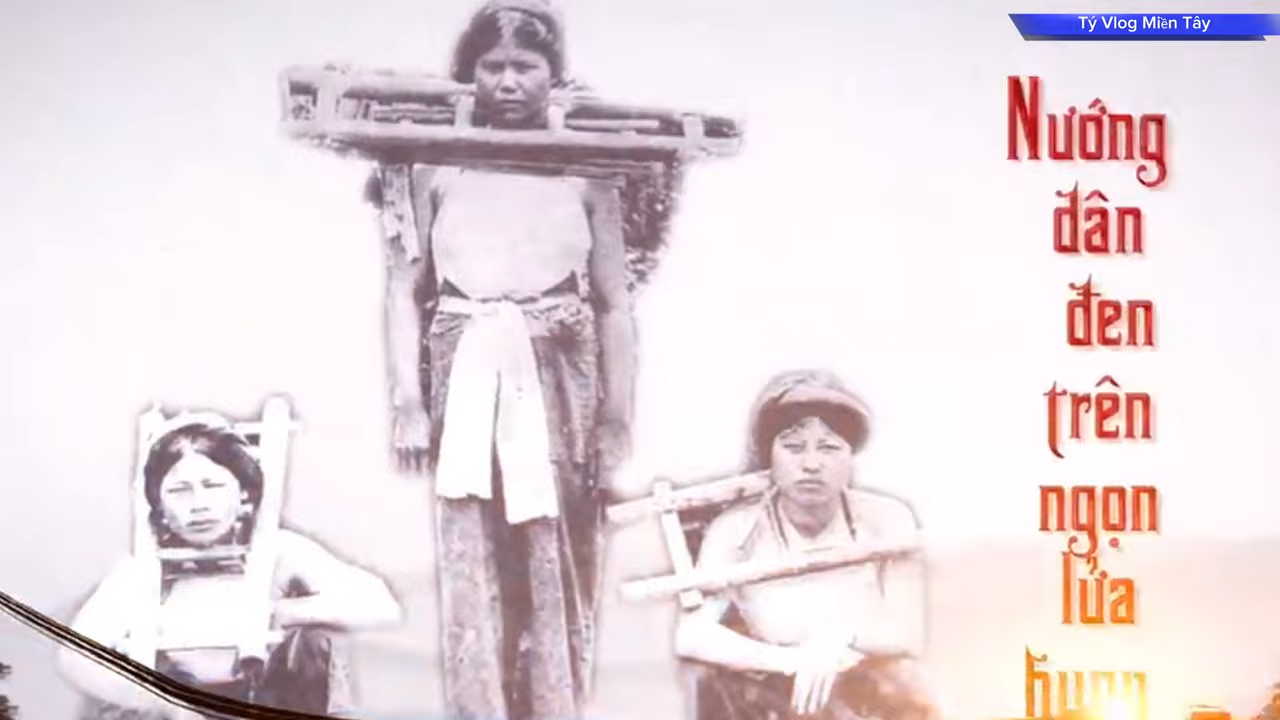 Tý Vlog Miền Tây
Nướng
dân
đen
trên
ngọn
lửa